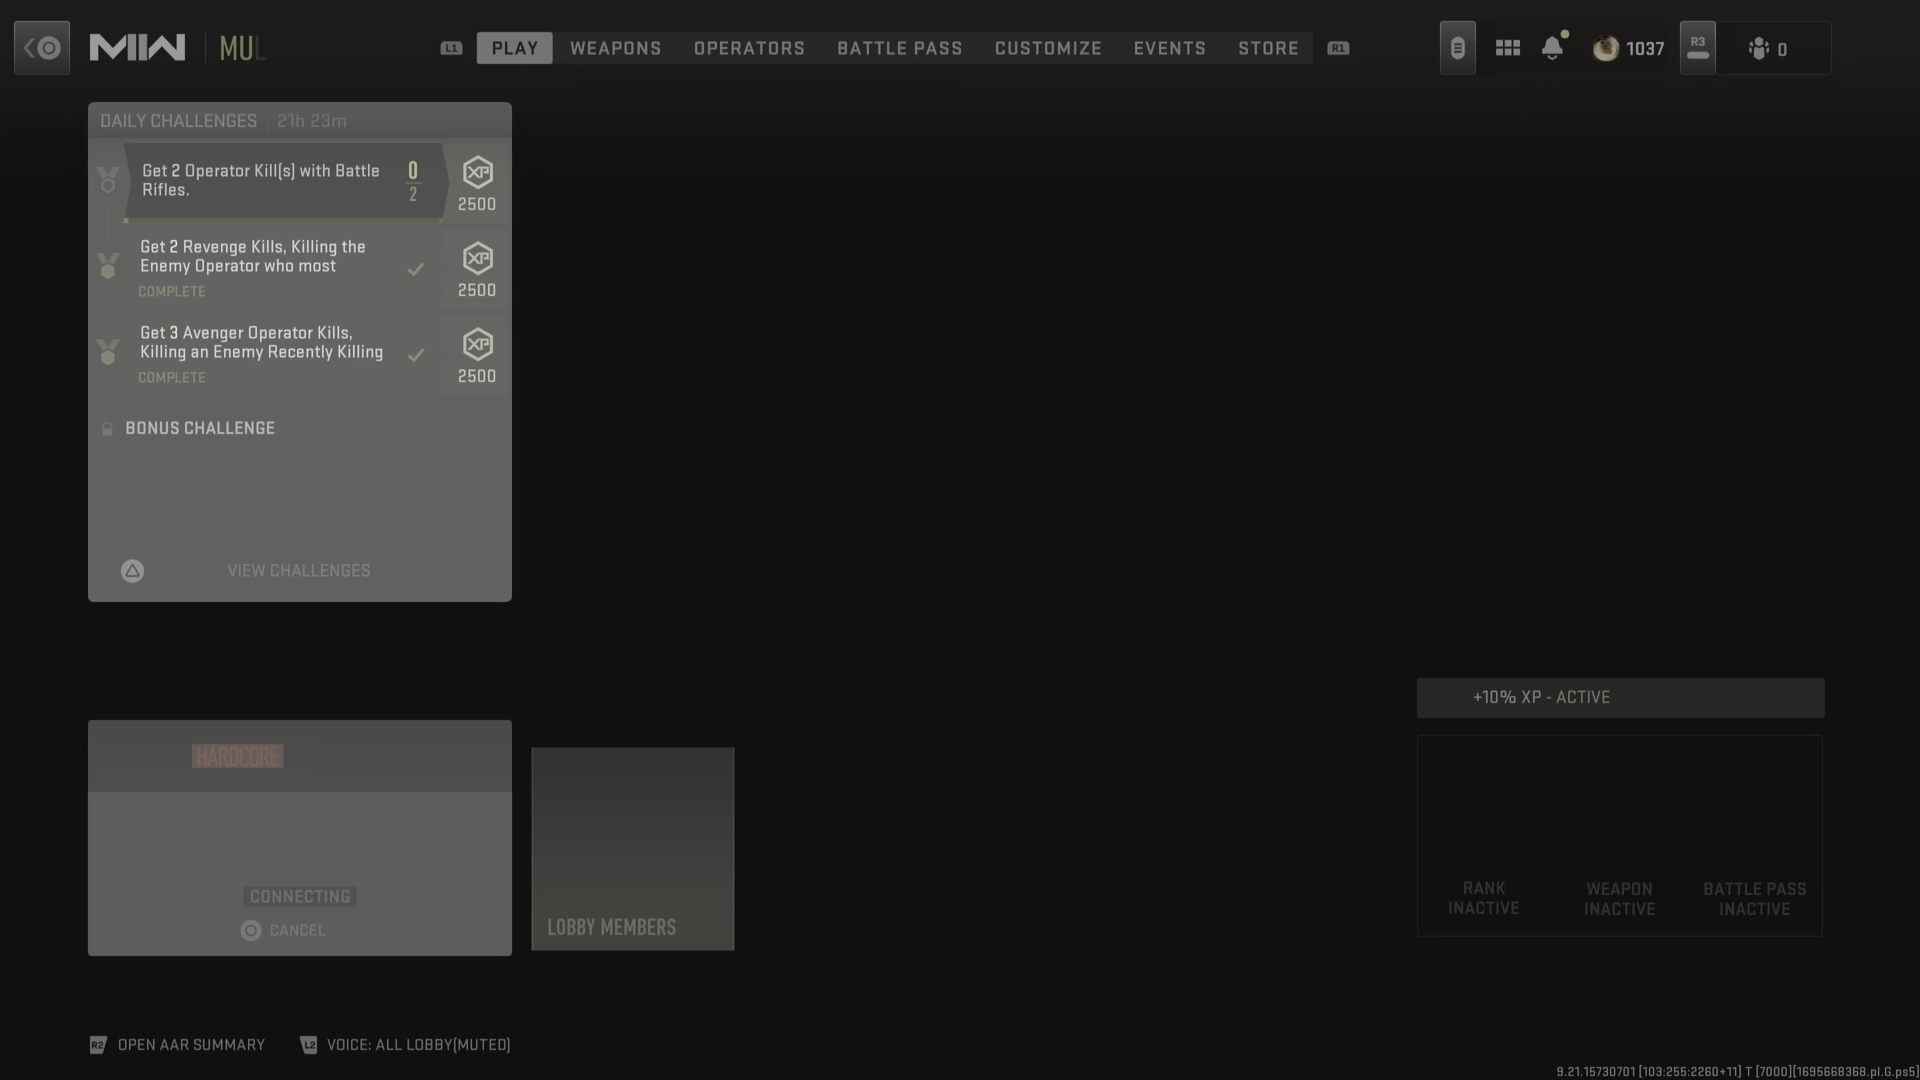 MW MUL
L1 PLAY WEAPONS OPERATORS BATTLE PASS CUSTOMIZE EVENTS STORE R1
1037 R3 0
DAILY CHALLENGES 21h 23m
Get 2 Operator Kill(s) with Battle
Rifles.
0
2
XP
2500
Get 2 Revenge Kills, Killing the
Enemy Operator who most
COMPLETE
XP
2500
Get 3 Avenger Operator Kills,
Killing an Enemy Recently Killing
COMPLETE
XP
2500
BONUS CHALLENGE
VIEW CHALLENGES
+10% XP - ACTIVE
HARDCORE
CONNECTING
CANCEL
LOBBY MEMBERS
RANK
INACTIVE
WEAPON
INACTIVE
BATTLE PASS
INACTIVE
R2 OPEN AAR SUMMARY L2 VOICE: ALL LOBBY(MUTED)
9.21.15730701 [103:255:2260+11] T [7000][1695668368.pl.G.ps5]